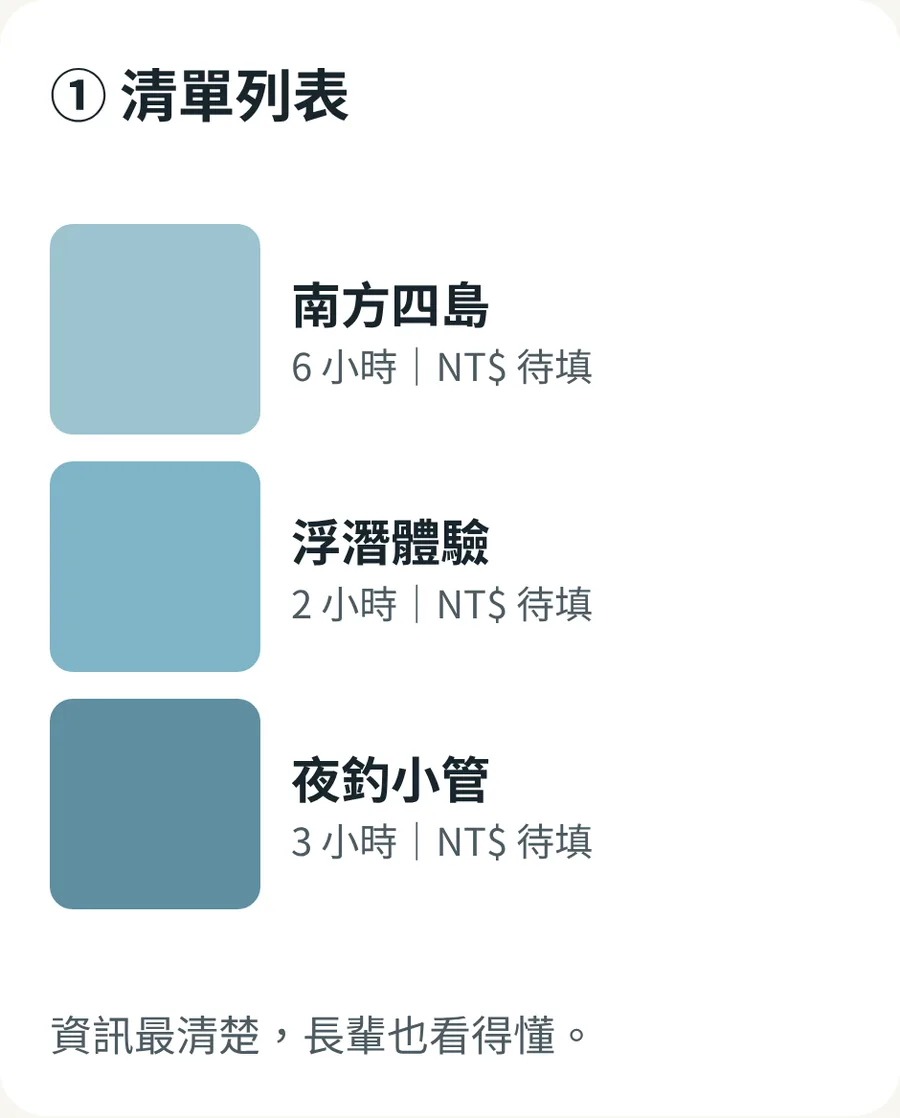 ① 清單列表
南方四島
6 小時｜NT$ 待填
浮潛體驗
2 小時｜NT$ 待填
夜釣小管
3 小時｜NT$ 待填
資訊最清楚，長輩也看得懂。